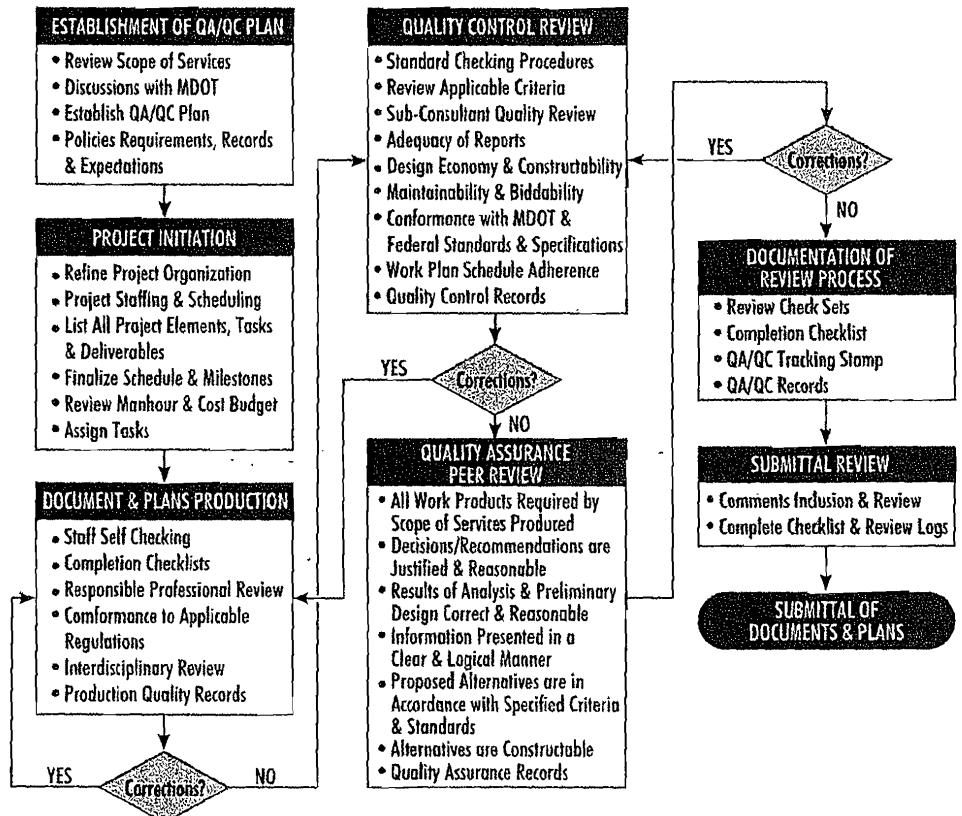 ESTABLISHMENT OF QA/QC PLAN
• Review Scope of Services
• Discussions with MDOT
• Establish QA/QC Plan
• Policies Requirements, Records
& Expectations
PROJECT INITIATION
• Refine Project Organization
• Project Staffing & Scheduling
• List All Project Elements, Tasks
& Deliverables
• Finalize Schedule & Milestones
• Review Manhour & Cost Budget
• Assign Tasks
DOCUMENT & PLANS PRODUCTION
• Staff Self Checking
• Completion Checklists
• Responsible Professional Review
• Comformance to Applicable
Regulations
• Interdisciplinary Review
• Production Quality Records
YES
Corrections?
NO
QUALITY CONTROL REVIEW
• Standard Checking Procedures
• Review Applicable Criteria
• Sub-Consultant Quality Review
• Adequacy of Reports
• Design Economy & Constructability
• Maintainability & Biddability
• Conformance with MDOT &
Federal Standards & Specifications
• Work Plan Schedule Adherence
• Quality Control Records
YES
Corrections?
NO
QUALITY ASSURANCE
PEER REVIEW
• All Work Products Required by
Scope of Services Produced
• Decisions/Recommendations are
Justified & Reasonable
• Results of Analysis & Preliminary
Design Correct & Reasonable
• Information Presented in a
Clear & Logical Manner
• Proposed Alternatives are in
Accordance with Specified Criteria
& Standards
• Alternatives are Constructable
• Quality Assurance Records
YES
Corrections?
NO
DOCUMENTATION OF
REVIEW PROCESS
• Review Check Sets
• Completion Checklist
• QA/QC Tracking Stamp
• QA/QC Records
SUBMITTAL REVIEW
• Comments Inclusion & Review
• Complete Checklist & Review Logs
SUBMITTAL OF
DOCUMENTS & PLANS